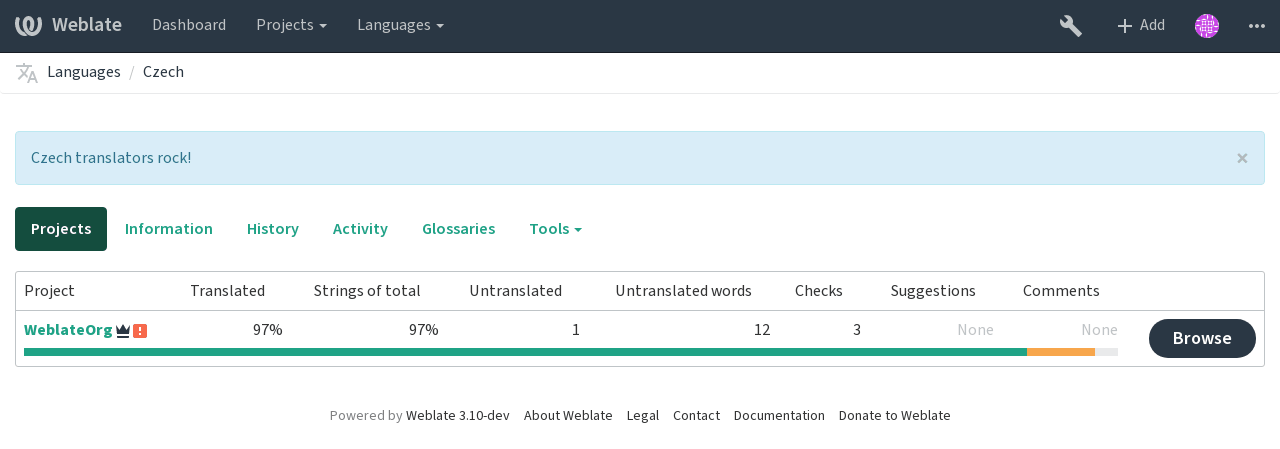 Weblate Dashboard Projects Languages Add
Languages / Czech
Czech translators rock! ×
Projects Information History Activity Glossaries Tools
Project Translated Strings of total Untranslated Untranslated words Checks Suggestions Comments
WeblateOrg 97% 97% 1 12 3 None None Browse
Powered by Weblate 3.10-dev About Weblate Legal Contact Documentation Donate to Weblate